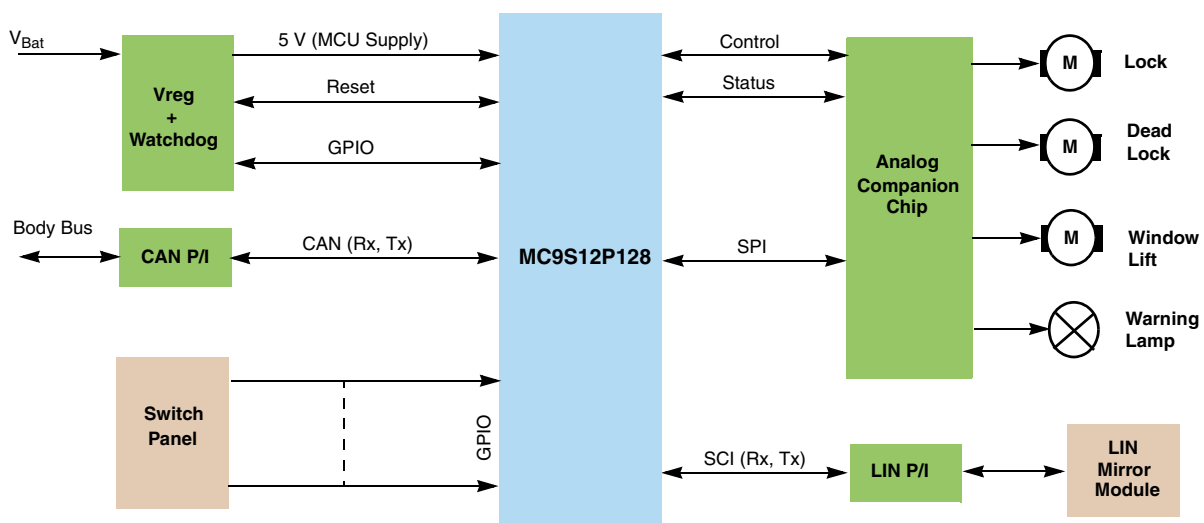 VBat
5 V (MCU Supply)
Reset
GPIO
Vreg
+
Watchdog
Body Bus
CAN P/I
CAN (Rx, Tx)
Switch
Panel
GPIO
MC9S12P128
Control
Status
SPI
SCI (Rx, Tx)
Analog
Companion
Chip
M
Lock
M
Dead
Lock
M
Window
Lift
Warning
Lamp
LIN P/I
LIN
Mirror
Module